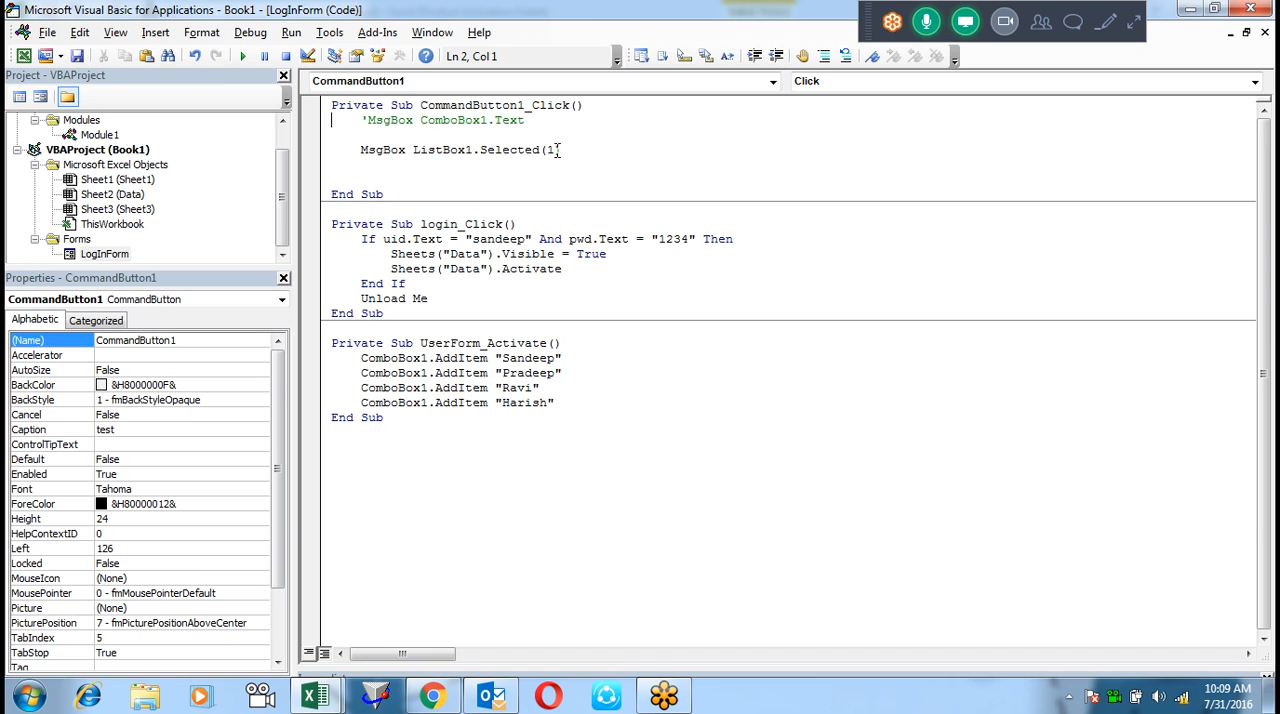 Microsoft Visual Basic for Applications - Book1 - [LogInForm (Code)]
File Edit View Insert Format Debug Run Tools Add-Ins Window Help
Ln 2, Col 1
Project - VBAProject
CommandButton1
Click
Modules
Module1
VBAProject (Book1)
Microsoft Excel Objects
Sheet1 (Sheet1)
Sheet2 (Data)
Sheet3 (Sheet3)
ThisWorkbook
Forms
LogInForm
Private Sub CommandButton1_Click()
'MsgBox ComboBox1.Text
MsgBox ListBox1.Selected(1)
End Sub
Private Sub login_Click()
If uid.Text = "sandeep" And pwd.Text = "1234" Then
Sheets("Data").Visible = True
Sheets("Data").Activate
End If
Unload Me
End Sub
Private Sub UserForm_Activate()
ComboBox1.AddItem "Sandeep"
ComboBox1.AddItem "Pradeep"
ComboBox1.AddItem "Ravi"
ComboBox1.AddItem "Harish"
End Sub
Properties - CommandButton1
CommandButton1 CommandButton
Alphabetic Categorized
(Name) CommandButton1
Accelerator
AutoSize False
BackColor &H8000000F&
BackStyle 1 - fmBackStyleOpaque
Cancel False
Caption test
ControlTipText
Default False
Enabled True
Font Tahoma
ForeColor &H80000012&
Height 24
HelpContextID 0
Left 126
Locked False
MouseIcon (None)
MousePointer 0 - fmMousePointerDefault
Picture (None)
PicturePosition 7 - fmPicturePositionAboveCenter
TabIndex 5
TabStop True
Tag
10:09 AM
7/31/2016